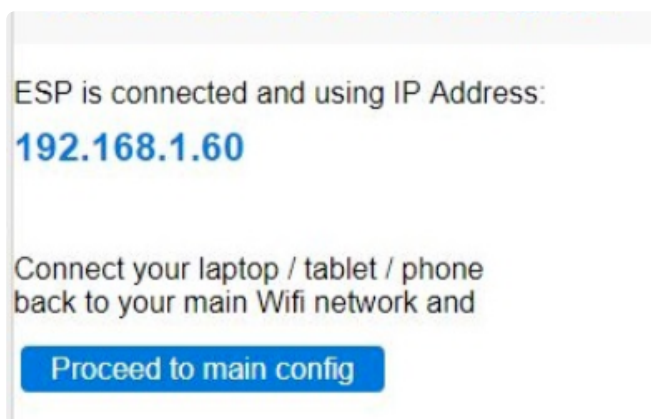 ESP is connected and using IP Address:
192.168.1.60
Connect your laptop / tablet / phone
back to your main Wifi network and
Proceed to main config